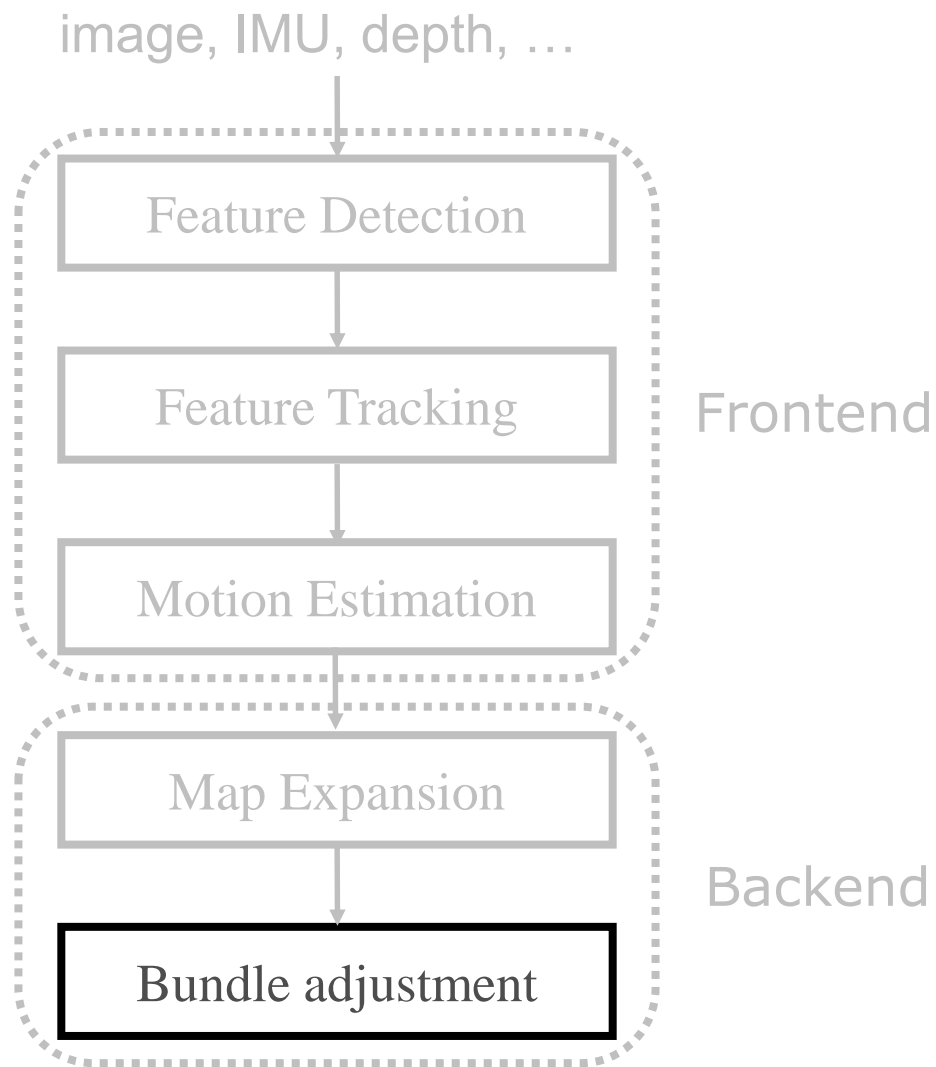 image, IMU, depth, …
Feature Detection
Feature Tracking
Frontend
Motion Estimation
Map Expansion
Backend
Bundle adjustment